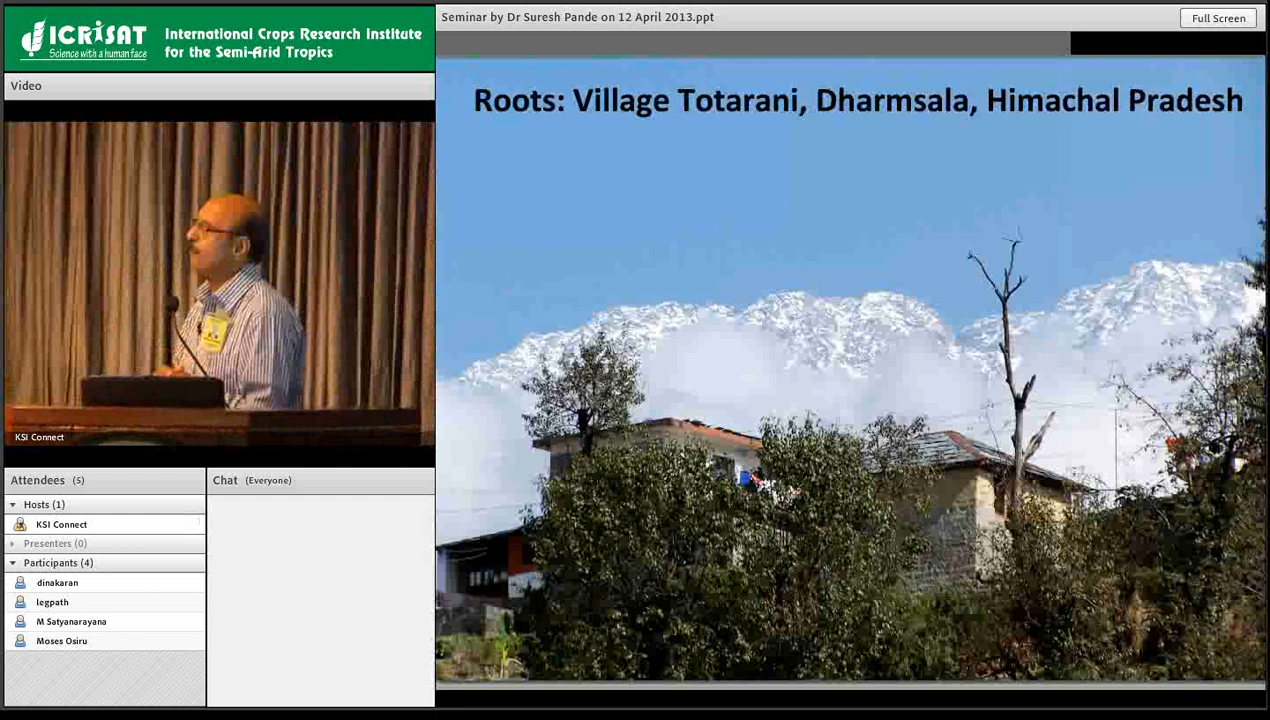 ICRISAT
Science with a human face
International Crops Research Institute
for the Semi-Arid Tropics
Seminar by Dr Suresh Pande on 12 April 2013.ppt
Full Screen
Video
Roots: Village Totarani, Dharmsala, Himachal Pradesh
KSI Connect
Attendees (5)
Chat (Everyone)
Hosts (1)
KSI Connect
Presenters (0)
Participants (4)
dinakaran
legpath
M Satyanarayana
Moses Osiru